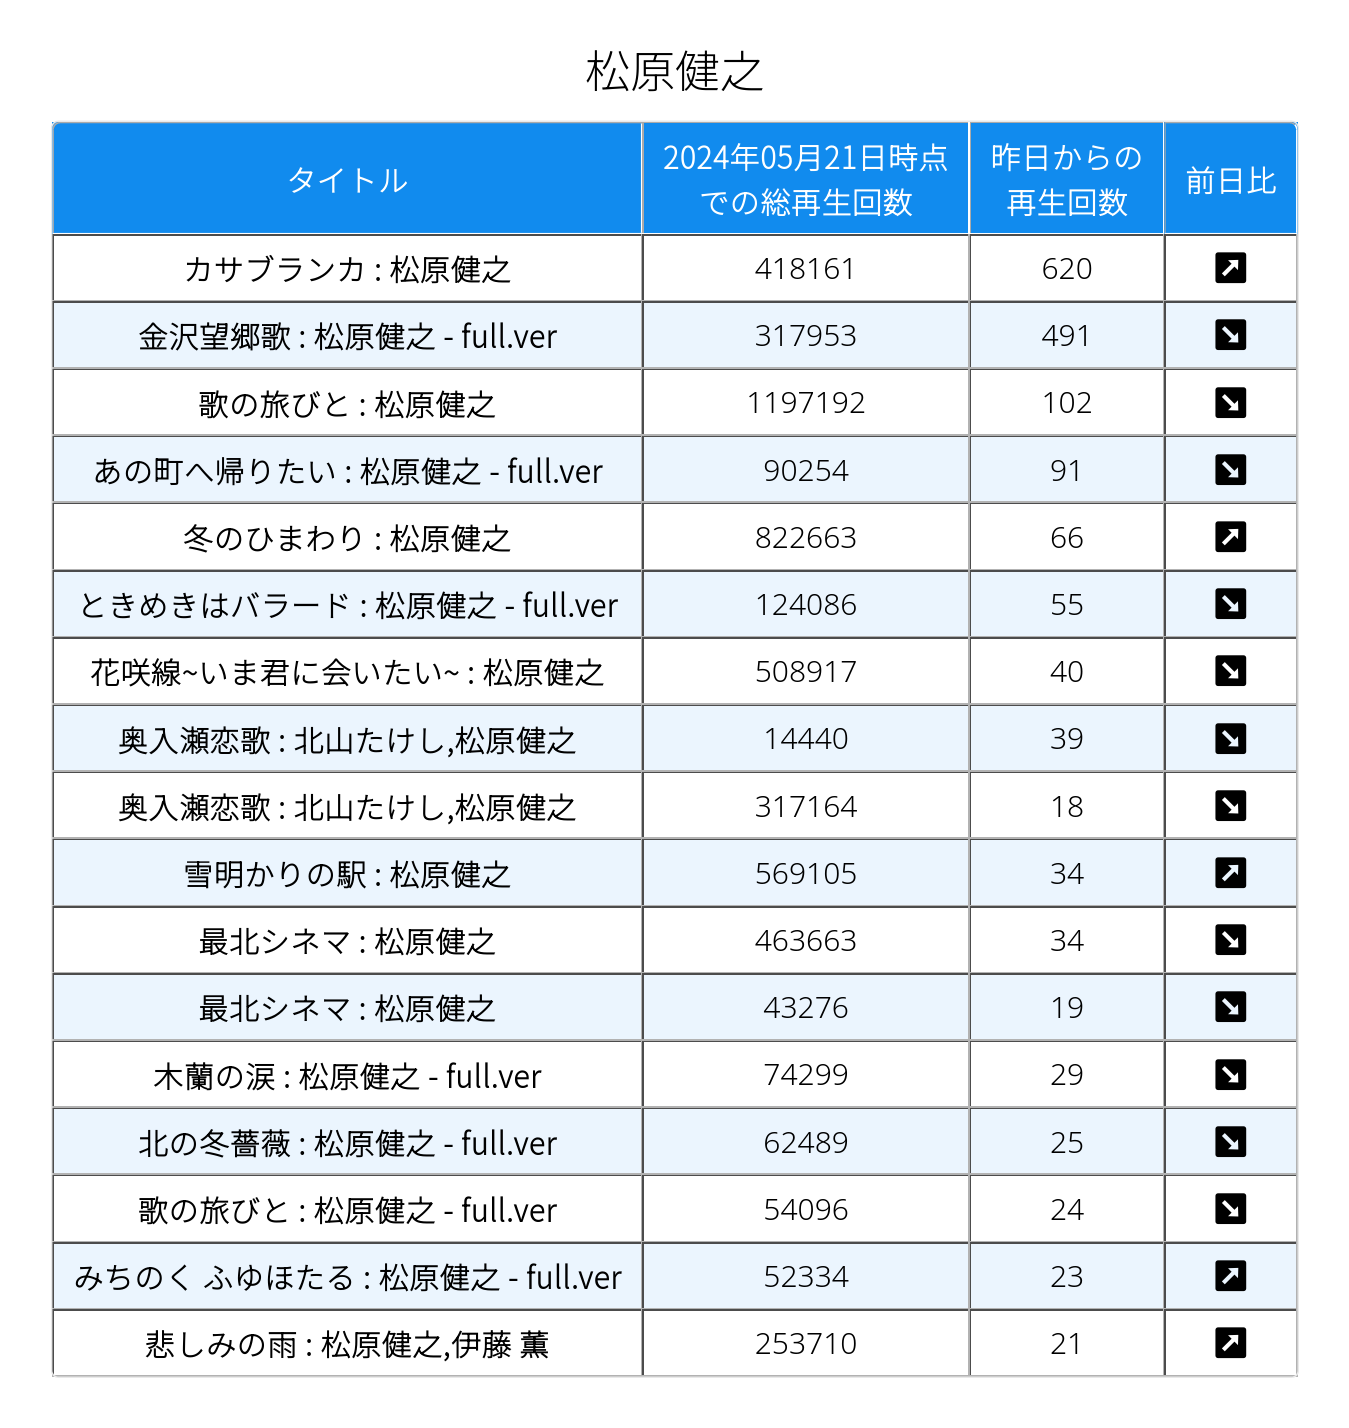 松原健之
タイトル
2024年05月21日時点
での総再生回数
昨日からの
再生回数
前日比
カサブランカ : 松原健之 418161 620
金沢望郷歌 : 松原健之 - full.ver 317953 491
歌の旅びと : 松原健之 1197192 102
あの町へ帰りたい : 松原健之 - full.ver 90254 91
冬のひまわり : 松原健之 822663 66
ときめきはバラード : 松原健之 - full.ver 124086 55
花咲線~いま君に会いたい~ : 松原健之 508917 40
奥入瀬恋歌 : 北山たけし,松原健之 14440 39
奥入瀬恋歌 : 北山たけし,松原健之 317164 18
雪明かりの駅 : 松原健之 569105 34
最北シネマ : 松原健之 463663 34
最北シネマ : 松原健之 43276 19
木蘭の涙 : 松原健之 - full.ver 74299 29
北の冬薔薇 : 松原健之 - full.ver 62489 25
歌の旅びと : 松原健之 - full.ver 54096 24
みちのく ふゆほたる : 松原健之 - full.ver 52334 23
悲しみの雨 : 松原健之,伊藤 薫 253710 21